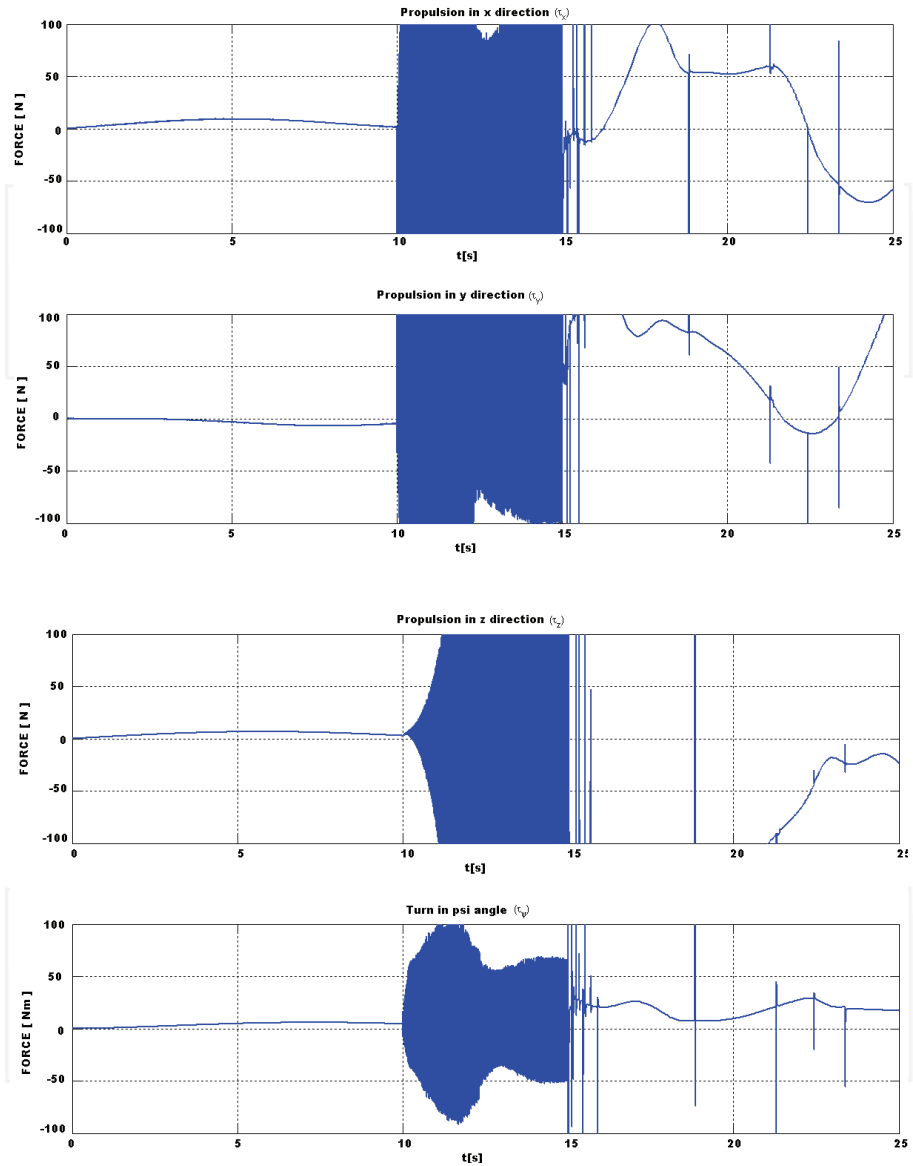 Propulsion in x direction (τx)
100
50
0
-50
-100
FORCE [ N ]
0 5 10 15 20 25
t[s]
Propulsion in y direction (τy)
100
50
0
-50
-100
FORCE [ N ]
0 5 10 15 20 25
t[s]
Propulsion in z direction (τz)
100
50
0
-50
-100
FORCE [ N ]
0 5 10 15 20 25
t[s]
Turn in psi angle (τψ)
100
50
0
-50
-100
FORCE [ Nm ]
0 5 10 15 20 25
t[s]